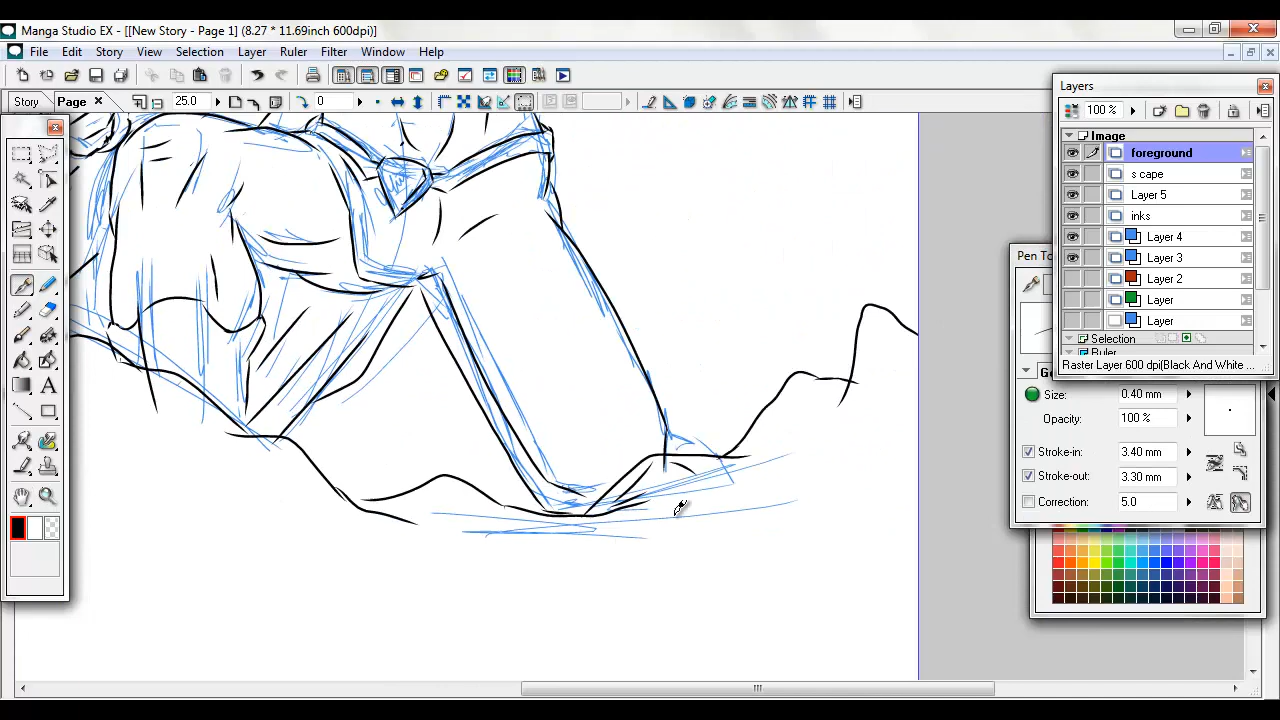 Manga Studio EX - [[New Story - Page 1] (8.27 * 11.69inch 600dpi)]
File Edit Story View Selection Layer Ruler Filter Window Help
Story Page 25.0 0
Layers
100 %
Image
foreground
s cape
Layer 5
inks
Layer 4
Layer 3
Layer 2
Layer
Layer
Selection
Raster Layer 600 dpi(Black And White ...
Pen To
Size: 0.40 mm
Opacity: 100 %
Stroke-in: 3.40 mm
Stroke-out: 3.30 mm
Correction: 5.0
A